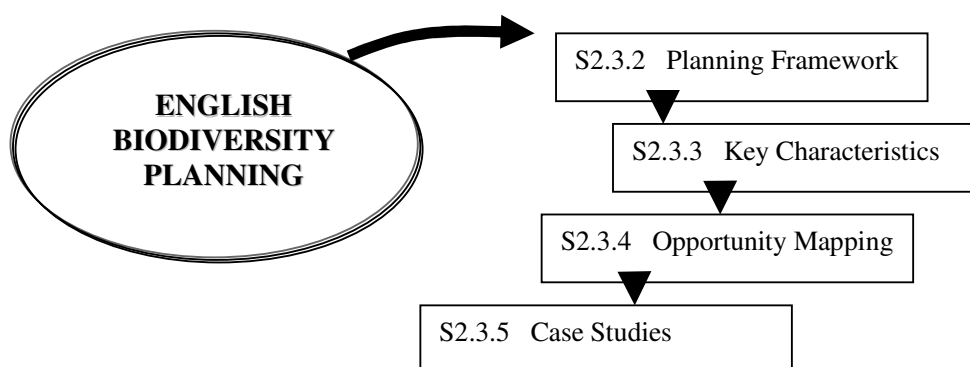 ENGLISH
BIODIVERSITY
PLANNING
S2.3.2 Planning Framework
S2.3.3 Key Characteristics
S2.3.4 Opportunity Mapping
S2.3.5 Case Studies